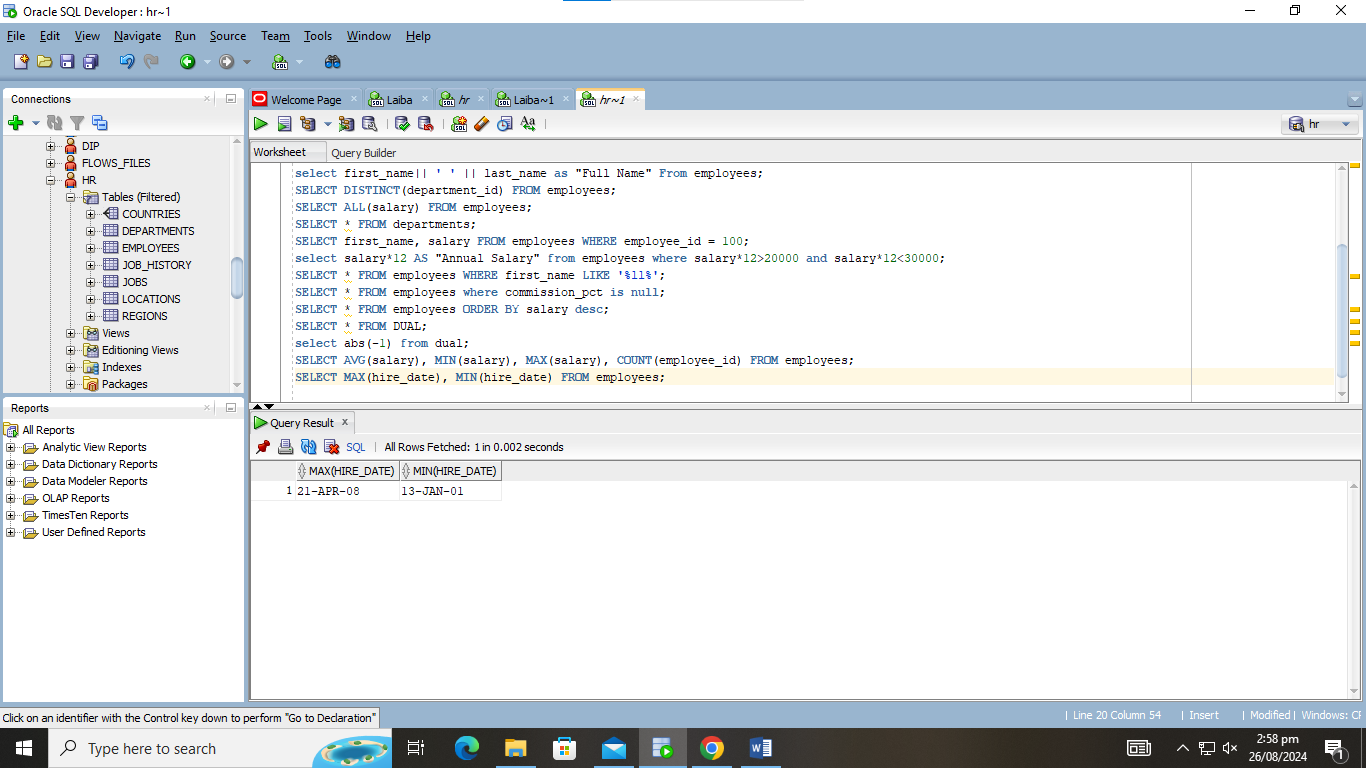 Oracle SQL Developer : hr~1
File Edit View Navigate Run Source Team Tools Window Help
Connections
DIP
FLOWS_FILES
HR
Tables (Filtered)
COUNTRIES
DEPARTMENTS
EMPLOYEES
JOB_HISTORY
JOBS
LOCATIONS
REGIONS
Views
Editioning Views
Indexes
Packages
Reports
All Reports
Analytic View Reports
Data Dictionary Reports
Data Modeler Reports
OLAP Reports
TimesTen Reports
User Defined Reports
Welcome Page Laiba hr Laiba~1 hr~1
hr
Worksheet Query Builder
select first_name|| ' ' || last_name as "Full Name" From employees;
SELECT DISTINCT(department_id) FROM employees;
SELECT ALL(salary) FROM employees;
SELECT * FROM departments;
SELECT first_name, salary FROM employees WHERE employee_id = 100;
select salary*12 AS "Annual Salary" from employees where salary*12>20000 and salary*12<30000;
SELECT * FROM employees WHERE first_name LIKE '%ll%';
SELECT * FROM employees where commission_pct is null;
SELECT * FROM employees ORDER BY salary desc;
SELECT * FROM DUAL;
select abs(-1) from dual;
SELECT AVG(salary), MIN(salary), MAX(salary), COUNT(employee_id) FROM employees;
SELECT MAX(hire_date), MIN(hire_date) FROM employees;
Query Result
SQL | All Rows Fetched: 1 in 0.002 seconds
MAX(HIRE_DATE) MIN(HIRE_DATE)
1 21-APR-08 13-JAN-01
Click on an identifier with the Control key down to perform "Go to Declaration"
| Line 20 Column 54 | Insert | Modified | Windows: CF
Type here to search
2:58 pm
26/08/2024
1